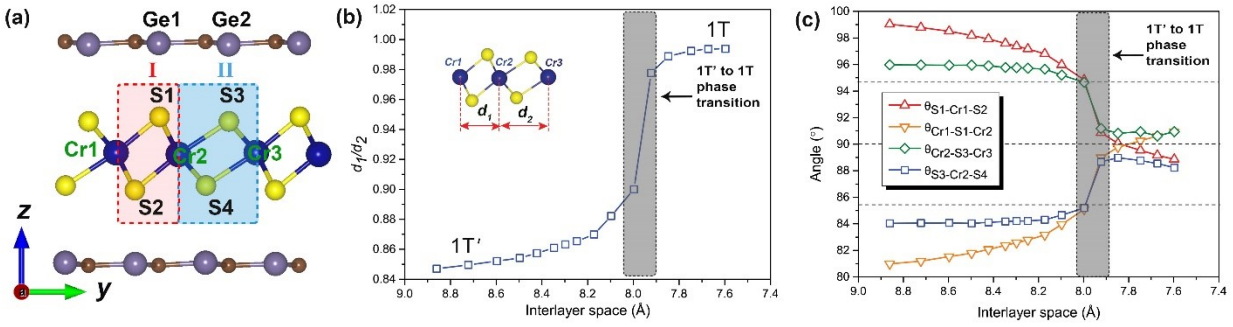 (a)
Ge1 Ge2
I II
S1 S3
Cr1 Cr2 Cr3
S2 S4
z
a
y
(b)
1.02
1.00
0.98
0.96
0.94
0.92
0.90
0.88
0.86
0.84
d1/d2
1T
Cr1 Cr2 Cr3
d1 d2
1T' to 1T
phase
transition
1T'
9.0 8.8 8.6 8.4 8.2 8.0 7.8 7.6 7.4
Interlayer space (Å)
(c)
100
98
96
94
92
90
88
86
84
82
80
Angle (°)
1T' to 1T
phase
transition
θS1-Cr1-S2
θCr1-S1-Cr2
θCr2-S3-Cr3
θS3-Cr2-S4
9.0 8.8 8.6 8.4 8.2 8.0 7.8 7.6 7.4
Interlayer space (Å)